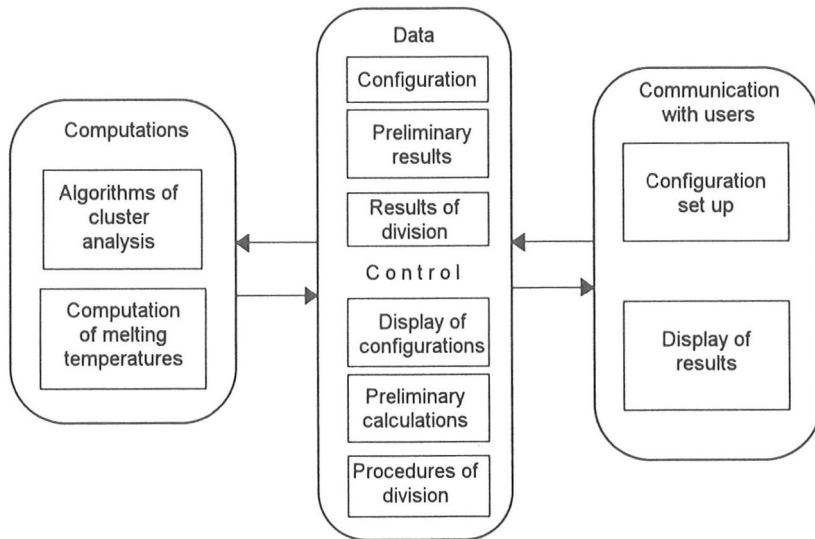 Computations
Algorithms of
cluster
analysis
Computation
of melting
temperatures
Data
Configuration
Preliminary
results
Results of
division
Control
Display of
configurations
Preliminary
calculations
Procedures of
division
Communication
with users
Configuration
set up
Display of
results